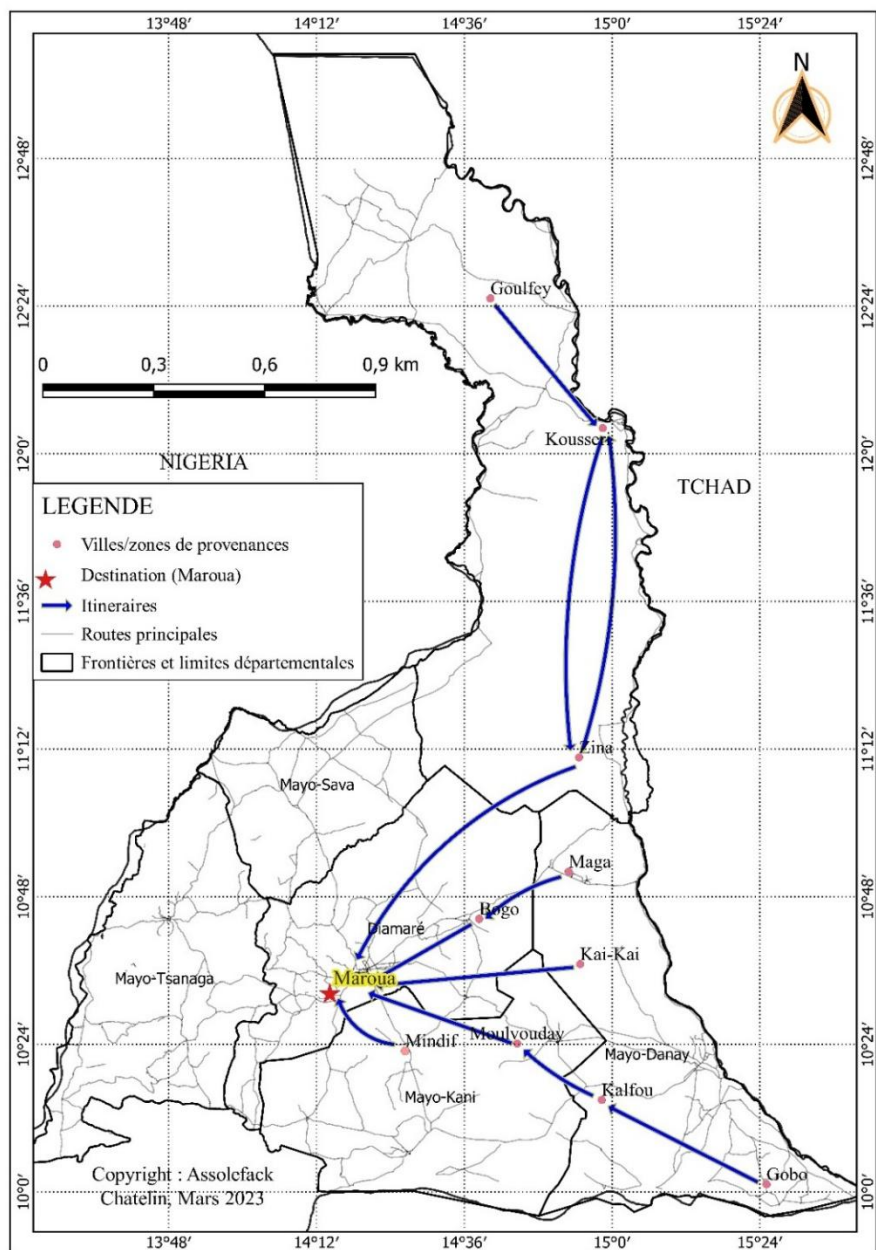 13°48' 14°12' 14°36' 15°0' 15°24'
N
12°48' 12°48'
Goulfey
12°24' 12°24'
0 0,3 0,6 0,9 km
Kousseri
12°0' 12°0'
NIGERIA
TCHAD
LEGENDE
Villes/zones de provenances
Destination (Maroua)
Itineraires
Routes principales
Frontières et limites départementales
11°36' 11°36'
11°12' 11°12'
Zina
Mayo-Sava
Maga
10°48' 10°48'
Bogo
Diamaré
Kai-Kai
Mayo-Tsanaga
Maroua
10°24' 10°24'
Mindif
Moulvouday
Mayo-Danay
Mayo-Kani
Kalfou
Gobo
10°0' 10°0'
Copyright : Assolefack
Chatelin, Mars 2023
13°48' 14°12' 14°36' 15°0' 15°24'